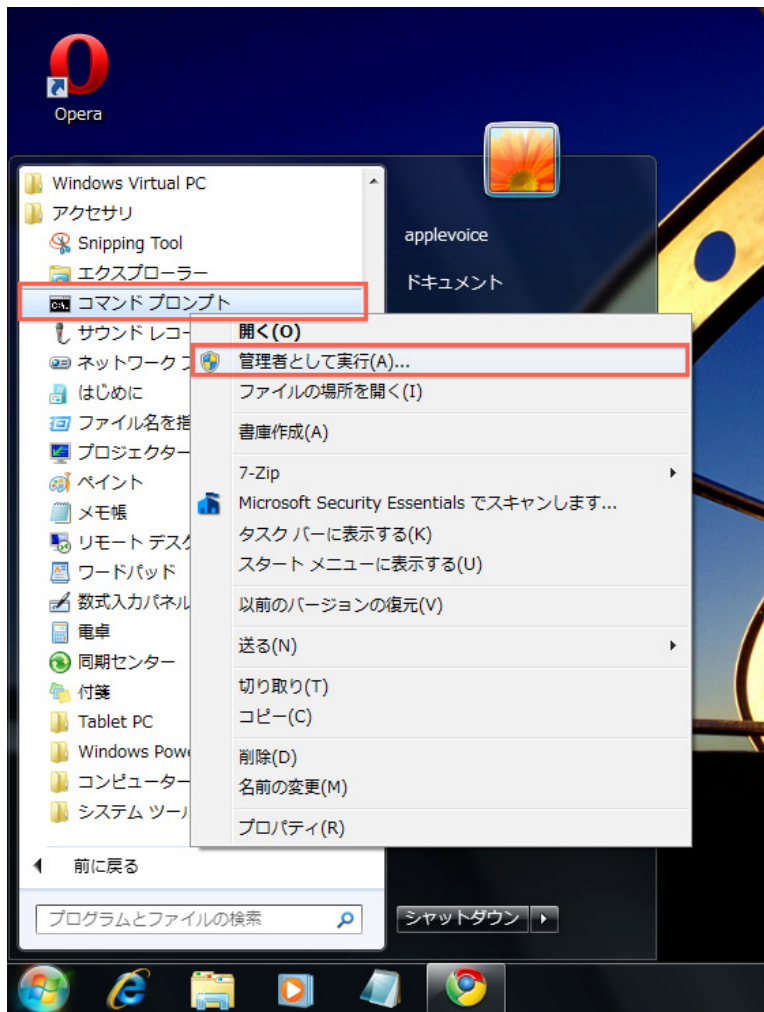 Opera
Windows Virtual PC
アクセサリ
Snipping Tool
エクスプローラー
コマンド プロンプト
サウンド レコー
ネットワーク
はじめに
ファイル名を指
プロジェクター
ペイント
メモ帳
リモート デスク
ワードパッド
数式入力パネル
電卓
同期センター
付箋
Tablet PC
Windows Powe
コンピューター
システム ツー
前に戻る
プログラムとファイルの検索
applevoice
ドキュメント
開く(O)
管理者として実行(A)...
ファイルの場所を開く(I)
書庫作成(A)
7-Zip
Microsoft Security Essentials でスキャンします...
タスク バーに表示する(K)
スタート メニューに表示する(U)
以前のバージョンの復元(V)
送る(N)
切り取り(T)
コピー(C)
削除(D)
名前の変更(M)
プロパティ(R)
シャットダウン